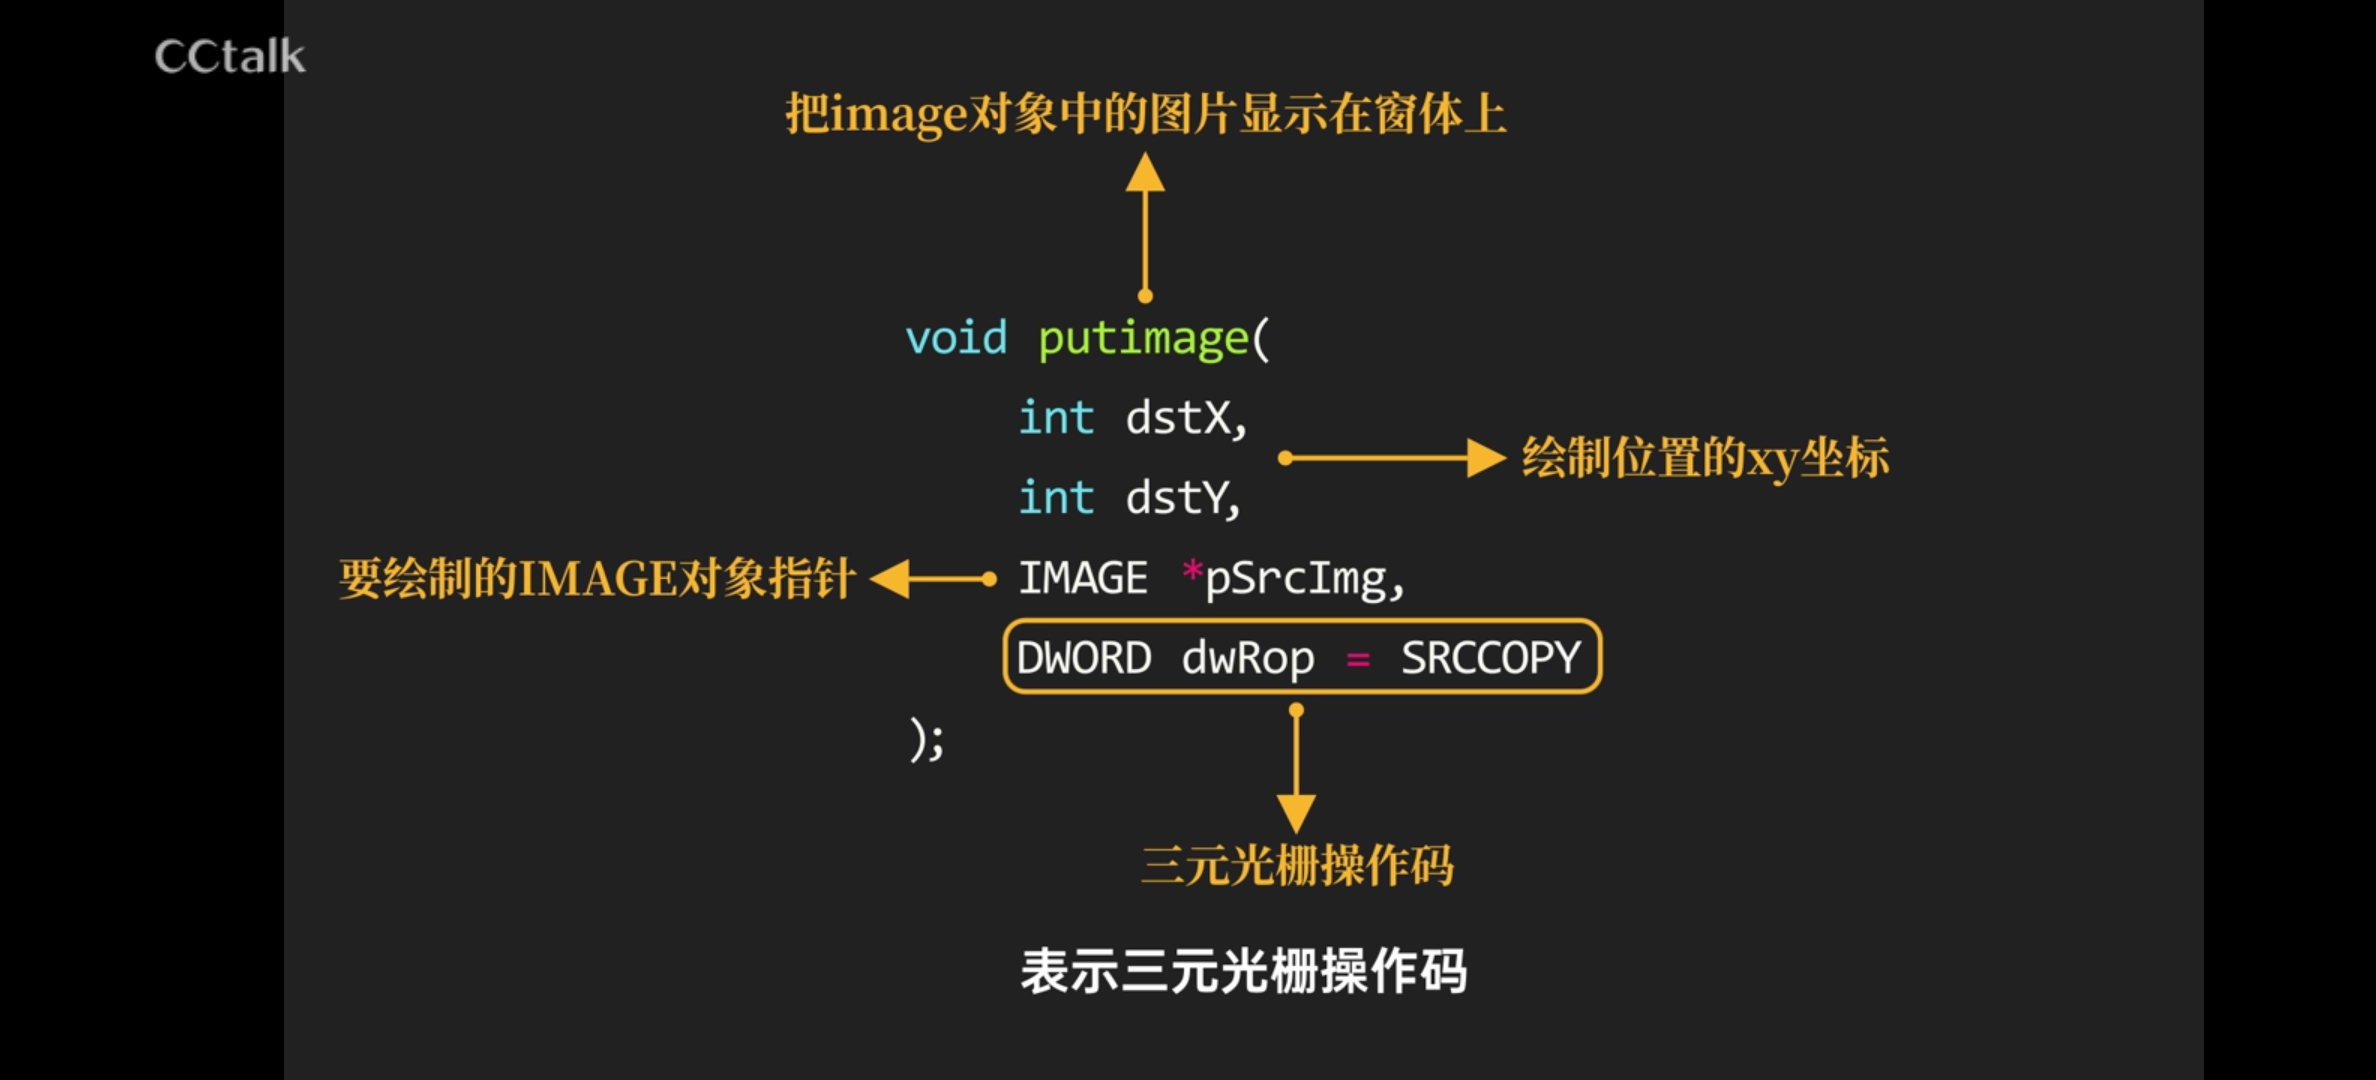 CCtalk
把image对象中的图片显示在窗体上
void putimage(
int dstX,
绘制位置的xy坐标
int dstY,
要绘制的IMAGE对象指针
IMAGE *pSrcImg,
DWORD dwRop = SRCCOPY
);
三元光栅操作码
表示三元光栅操作码